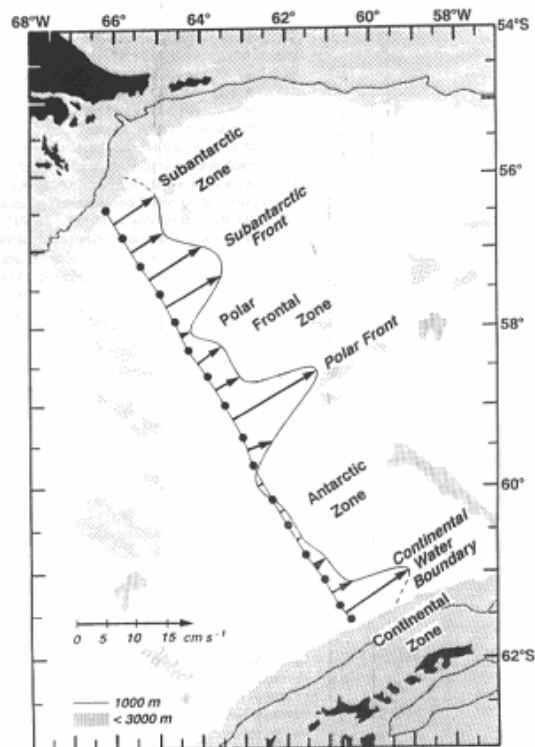 68°W 66° 64° 62° 60° 58°W 54°S
56°
58°
60°
62°S
Subantarctic
Zone
Subantarctic
Front
Polar
Frontal
Zone
Polar Front
Antarctic
Zone
Continental
Water
Boundary
Continental
Zone
0 5 10 15 cm s⁻¹
1000 m
< 3000 m